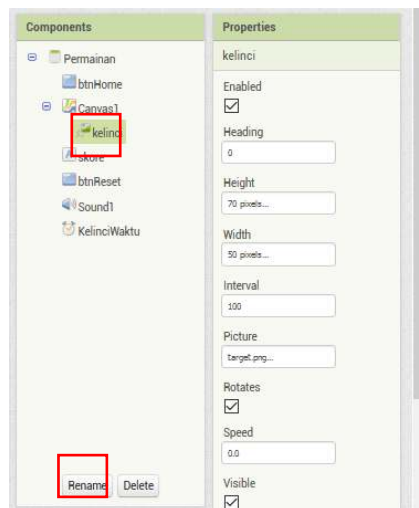 Components
Permainan
btnHome
Canvas1
kelinci
skore
btnReset
Sound1
KelinciWaktu
Rename Delete
Properties
kelinci
Enabled
Heading
0
Height
70 pixels...
Width
50 pixels...
Interval
100
Picture
target.png...
Rotates
Speed
0.0
Visible